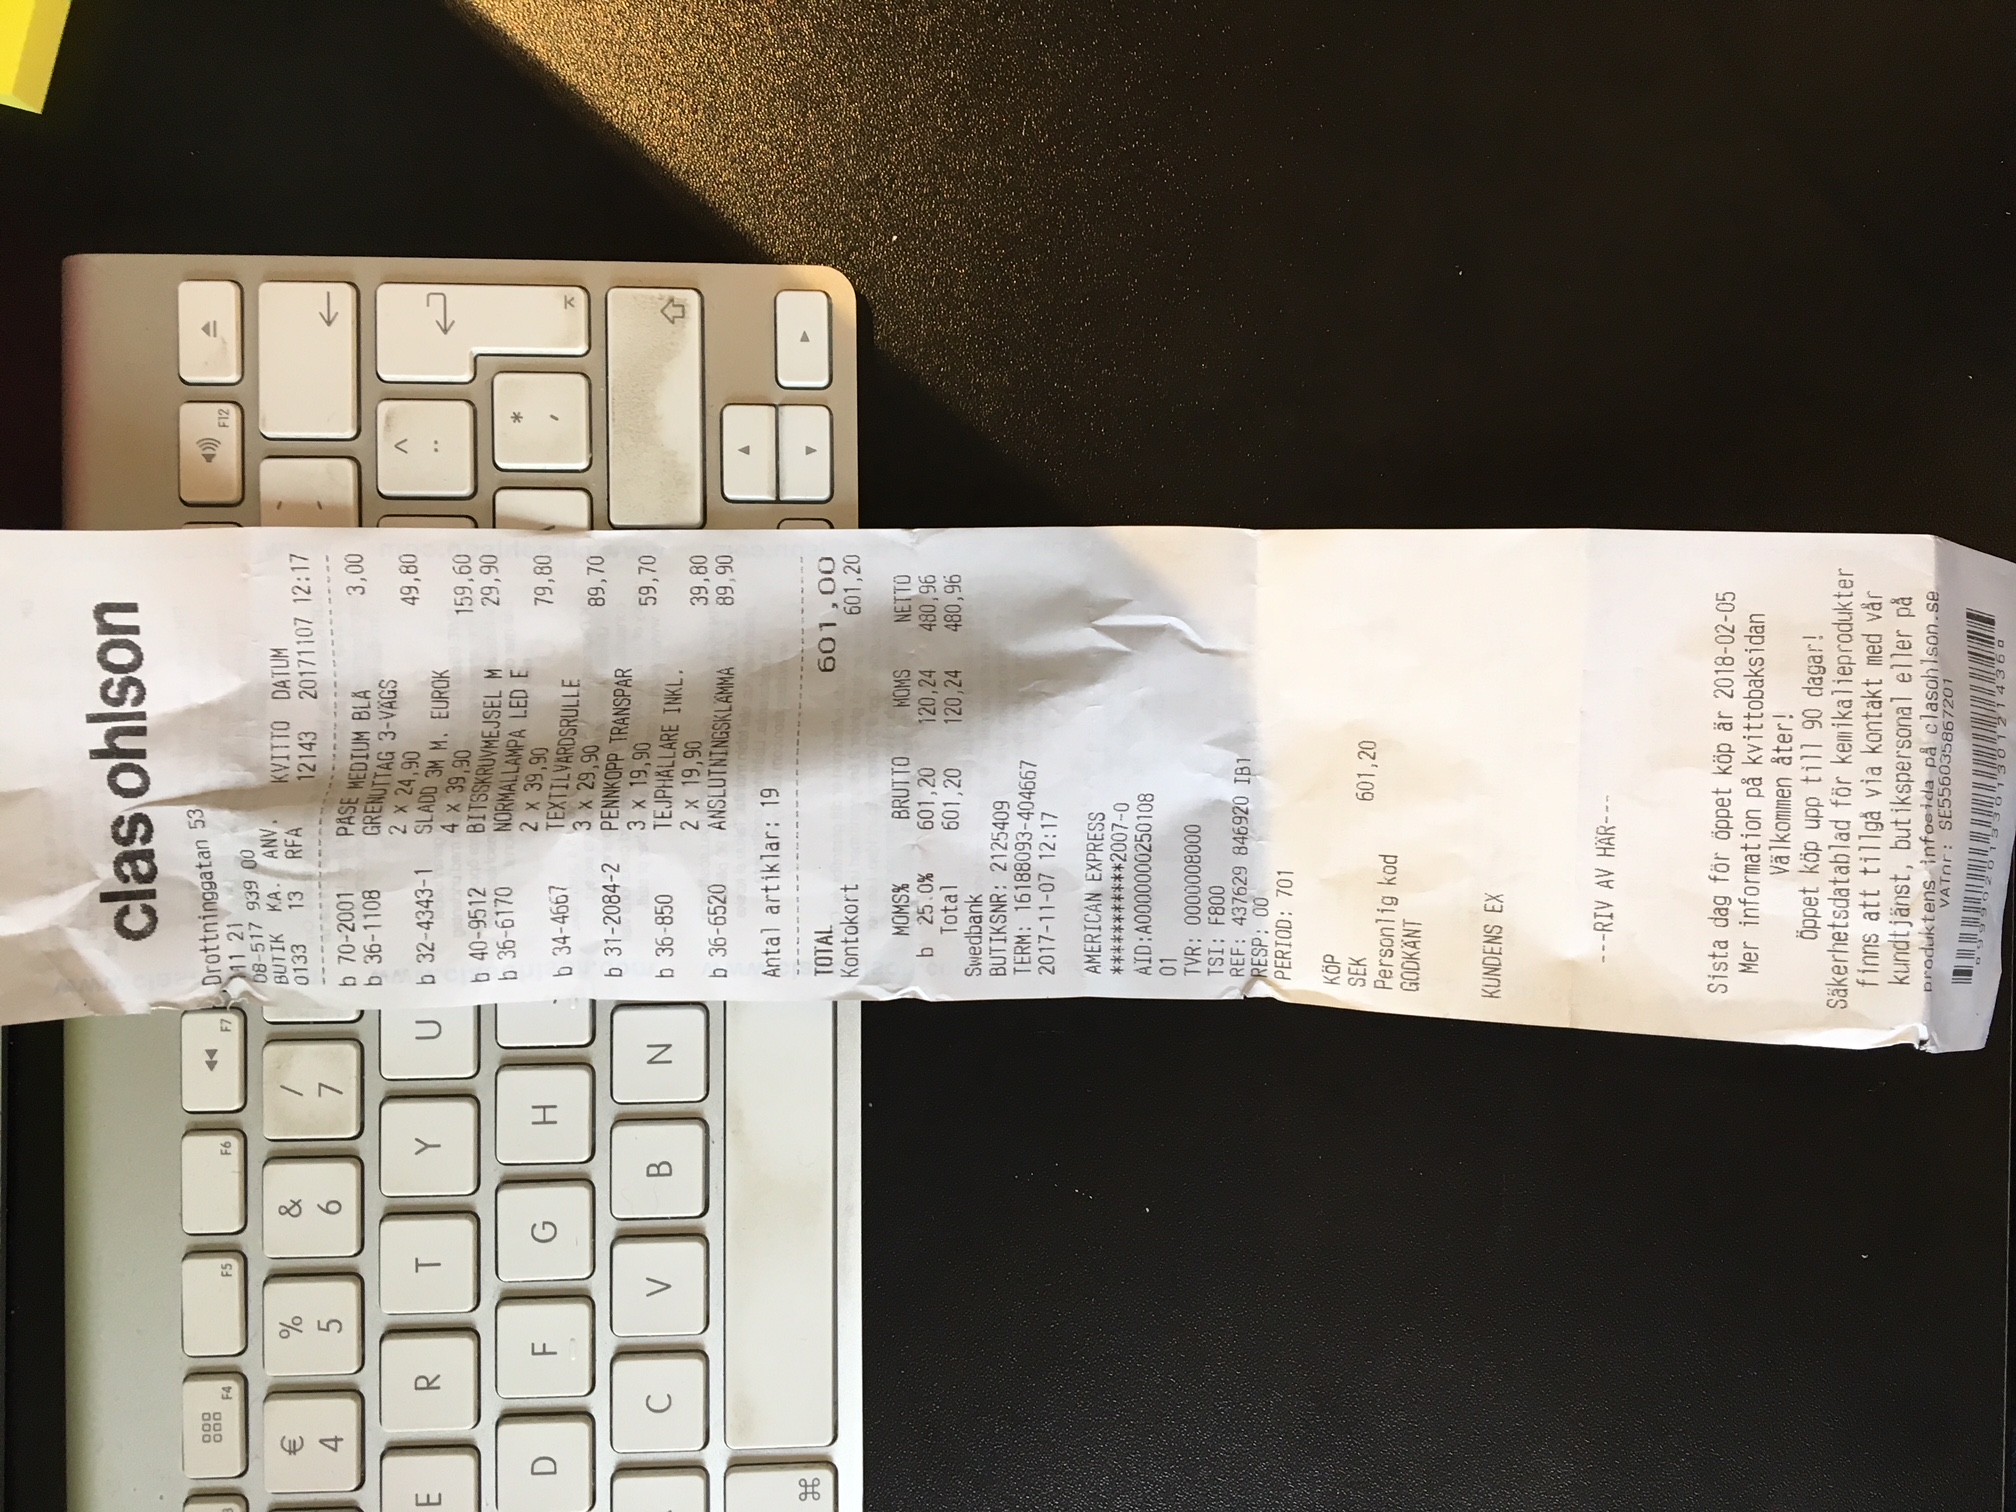 clas ohlson
Drottninggatan 53
111 21
08-517 939 00
BUTIK KA. ANV. KVITTO DATUM
0133 13 RFA 12143 20171107 12:17
b 70-2001 PÅSE MEDIUM BLÅ 3,00
b 36-1108 GRENUTTAG 3-VÄGS
2 x 24,90 49,80
b 32-4343-1 SLADD 3M M. EUROK
4 x 39,90 159,60
b 40-9512 BITSSKRUVMEJSEL M 29,90
b 36-6170 NORMALLAMPA LED E
2 x 39,90 79,80
b 34-4667 TEXTILVÅRDSRULLE
3 x 29,90 89,70
b 31-2084-2 PENNKOPP TRANSPAR
3 x 19,90 59,70
b 36-850 TEJPHÅLLARE INKL.
2 x 19,90 39,80
b 36-6520 ANSLUTNINGSKLÄMMA 89,90
Antal artiklar: 19
TOTAL 601,00
Kontokort 601,20
MOMS% BRUTTO MOMS NETTO
b 25.0% 601,20 120,24 480,96
Total 601,20 120,24 480,96
Swedbank
BUTIKSNR: 2125409
TERM: 16188093-404667
2017-11-07 12:17
AMERICAN EXPRESS
***********2007-0
AID:A0000000250108
01
TVR: 0000008000
TSI: F800
REF: 437629 846920 IB1
RESP: 00
PERIOD: 701
KÖP
SEK 601,20
Personlig kod
GODKÄNT
KUNDENS EX
---RIV AV HÄR---
Sista dag för öppet köp är 2018-02-05
Mer information på kvittobaksidan
Välkommen åter!
Öppet köp upp till 90 dagar!
Säkerhetsdatablad för kemikalieprodukter
finns att tillgå via kontakt med vår
kundtjänst, butikspersonal eller på
produktens infosida på clasohlson.se
VATnr: SE556035867201
F4 F5 F6 F7 F12
€ % & /
4 5 6 7
E R T Y U
D F G H
C V B N